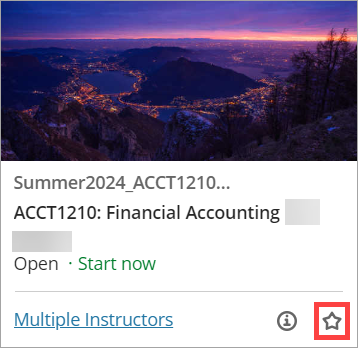 Summer2024_ACCT1210...
ACCT1210: Financial Accounting
Open · Start now
Multiple Instructors